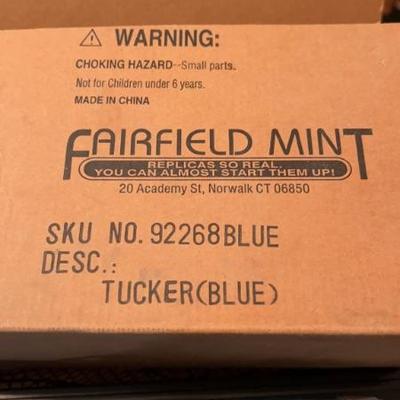 ⚠ WARNING:
CHOKING HAZARD--Small parts.
Not for Children under 6 years.
MADE IN CHINA
FAIRFIELD MINT
REPLICAS SO REAL.
YOU CAN ALMOST START THEM UP!
20 Academy St, Norwalk CT 06850
SKU NO. 92268BLUE
DESC.:
TUCKER(BLUE)